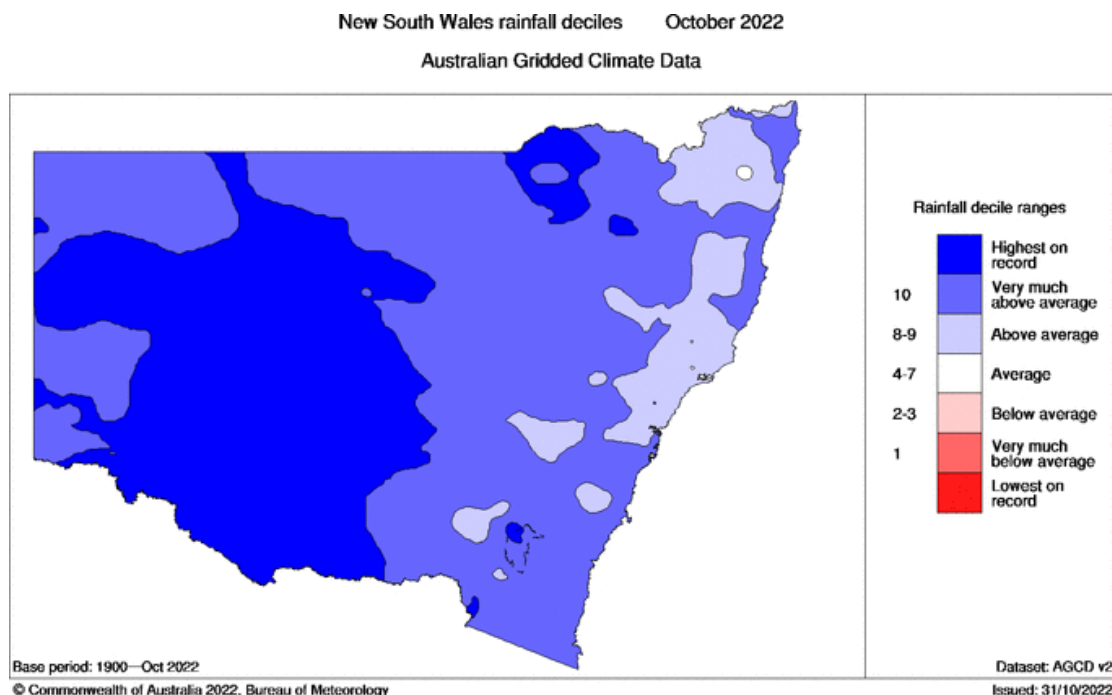 New South Wales rainfall deciles October 2022
Australian Gridded Climate Data
Rainfall decile ranges
Highest on
record
10
Very much
above average
8-9
Above average
4-7
Average
2-3
Below average
1
Very much
below average
Lowest on
record
Base period: 1900—Oct 2022
Dataset: AGCD v2
© Commonwealth of Australia 2022, Bureau of Meteorology
Issued: 31/10/2022